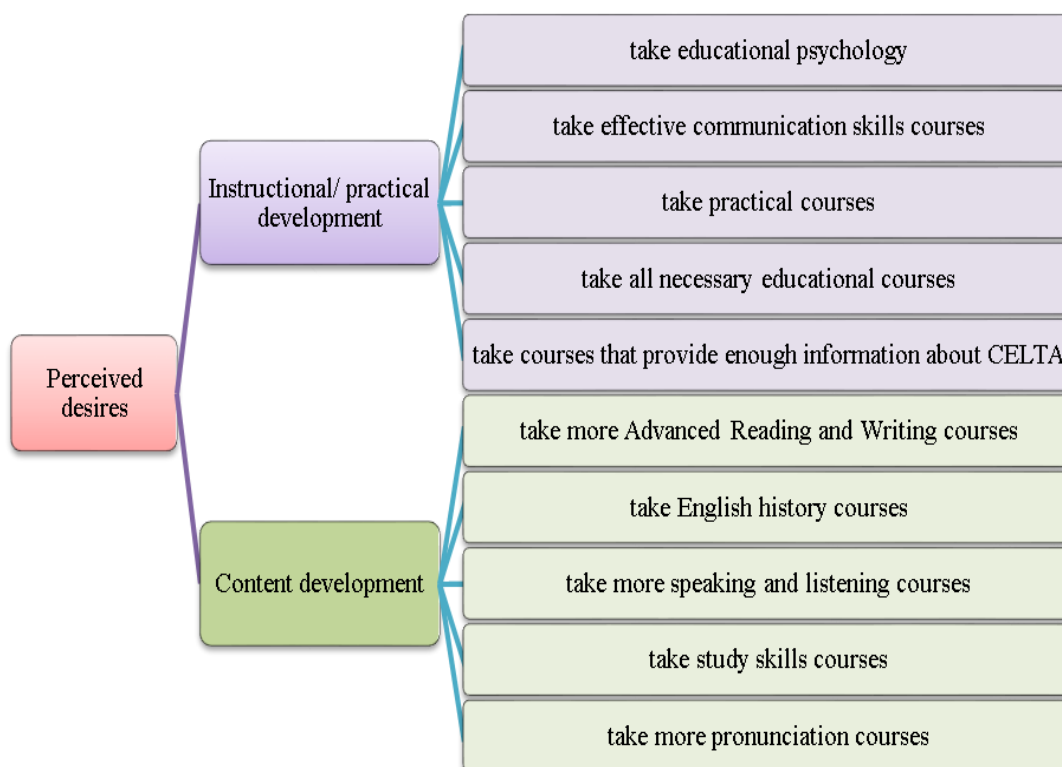 Perceived
desires
Instructional/ practical
development
take educational psychology
take effective communication skills courses
take practical courses
take all necessary educational courses
take courses that provide enough information about CELTA
Content development
take more Advanced Reading and Writing courses
take English history courses
take more speaking and listening courses
take study skills courses
take more pronunciation courses